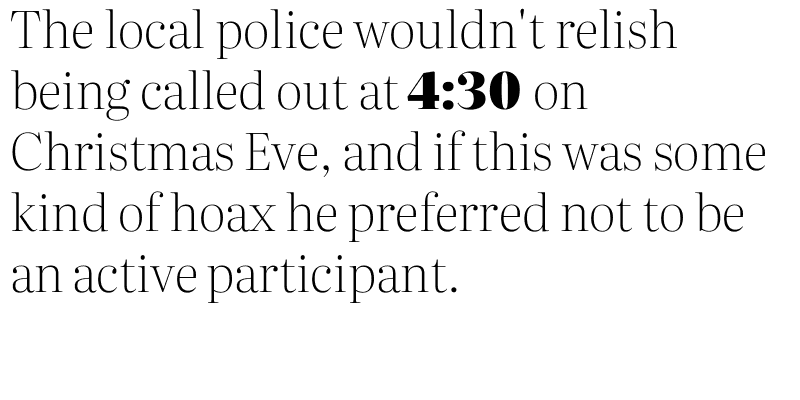 The local police wouldn't relish
being called out at 4:30 on
Christmas Eve, and if this was some
kind of hoax he preferred not to be
an active participant.